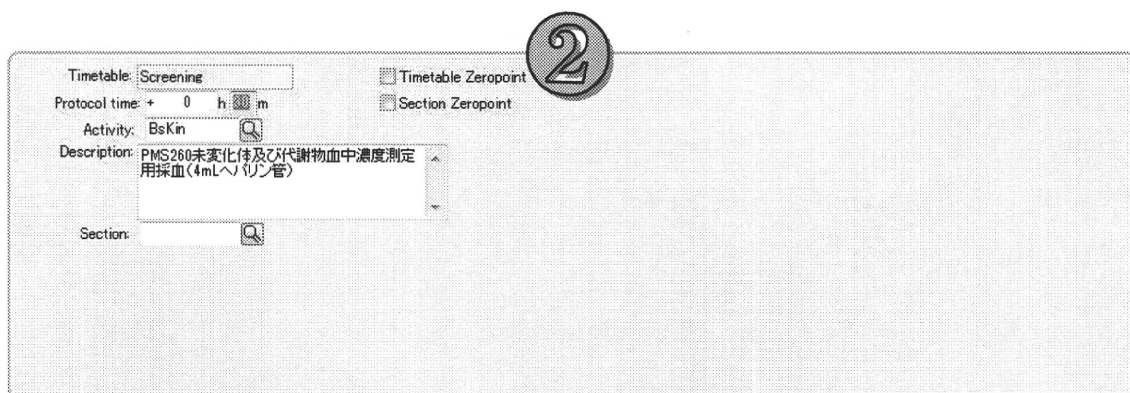 2
Timetable: Screening
Timetable Zeropoint
Protocol time: + 0 h 00 m
Section Zeropoint
Activity: BsKin
Description: PMS260未変化体及び代謝物血中濃度測定
用採血(4mLヘパリン管)
Section: